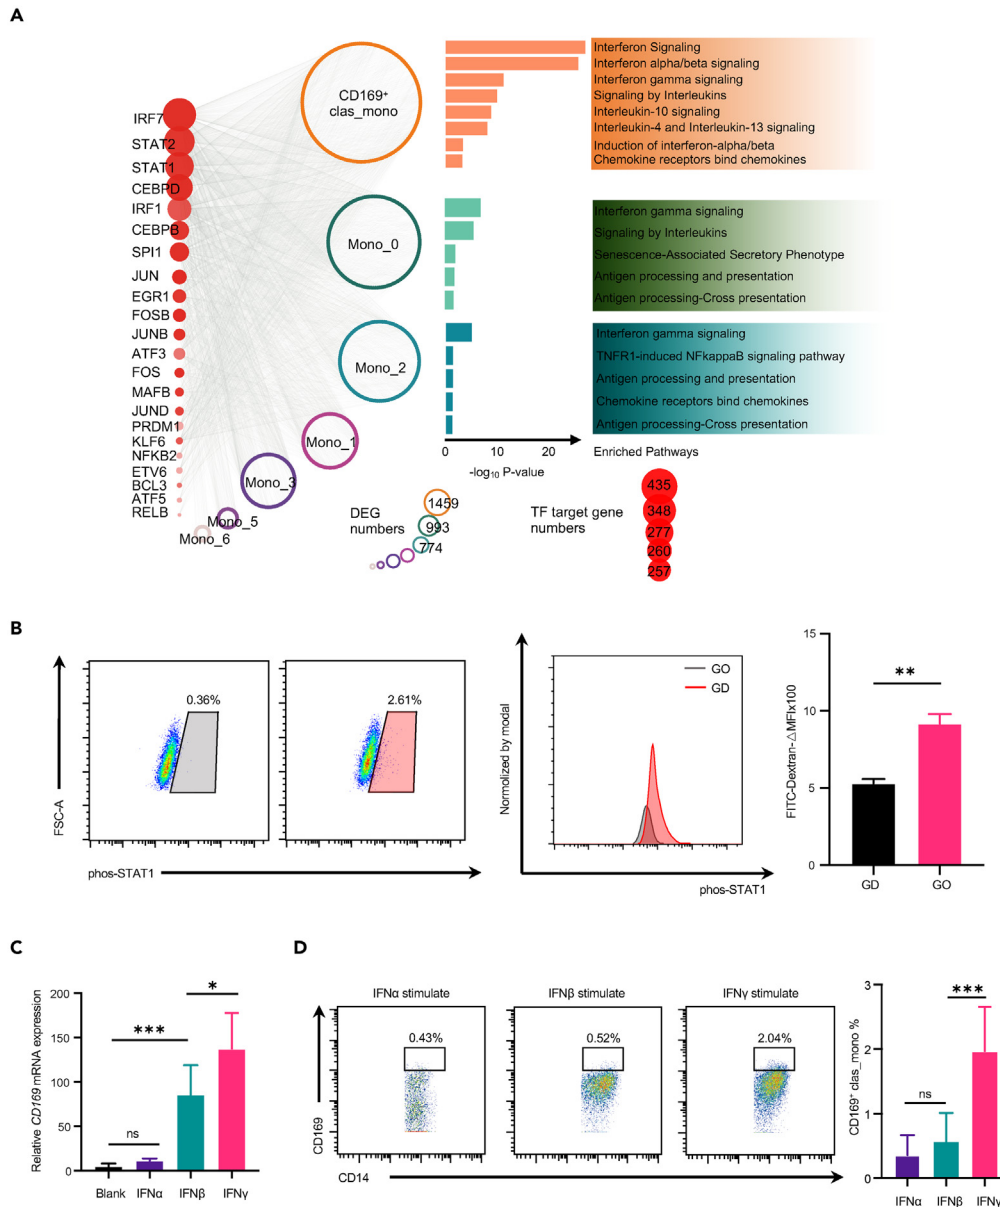 A
CD169⁺
clas_mono
IRF7
STAT2
STAT1
CEBPD
IRF1
CEBPB
SPI1
JUN
EGR1
FOSB
JUNB
ATF3
FOS
MAFB
JUND
PRDM1
KLF6
NFKB2
ETV6
BCL3
ATF5
RELB
Mono_0
Mono_2
Mono_1
Mono_3
Mono_5
Mono_6
Interferon Signaling
Interferon alpha/beta signaling
Interferon gamma signaling
Signaling by Interleukins
Interleukin-10 signaling
Interleukin-4 and Interleukin-13 signaling
Induction of interferon-alpha/beta
Chemokine receptors bind chemokines
Interferon gamma signaling
Signaling by Interleukins
Senescence-Associated Secretory Phenotype
Antigen processing and presentation
Antigen processing-Cross presentation
Interferon gamma signaling
TNFR1-induced NFkappaB signaling pathway
Antigen processing and presentation
Chemokine receptors bind chemokines
Antigen processing-Cross presentation
0 10 20
-log₁₀ P-value
Enriched Pathways
DEG
numbers
1459
993
774
TF target gene
numbers
435
348
277
260
257
B
FSC-A
0.36%
2.61%
phos-STAT1
Normolized by modal
GO
GD
phos-STAT1
FITC-Dextran-△MFIx100
15
10
5
0
**
GD GO
C
Relative CD169 mRNA expression
200
150
100
50
0
ns
***
*
Blank IFNα IFNβ IFNγ
D
IFNα stimulate IFNβ stimulate IFNγ stimulate
0.43% 0.52% 2.04%
CD169
CD14
CD169⁺ clas_mono %
3
2
1
0
ns
***
IFNα IFNβ IFNγ